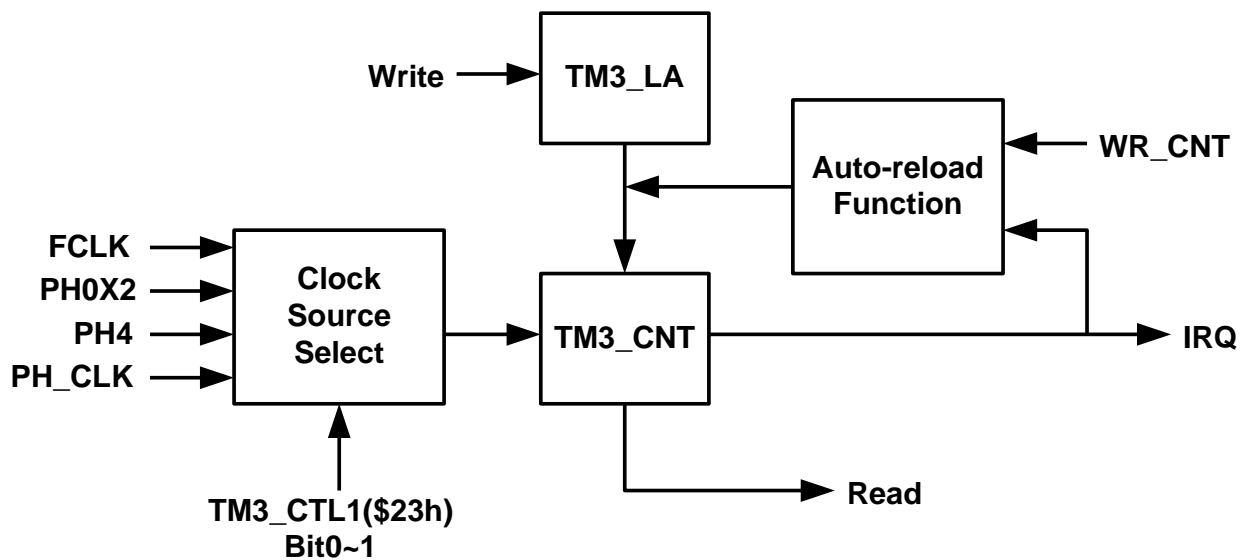 Write
TM3_LA
Auto-reload
Function
WR_CNT
FCLK
PH0X2
PH4
PH_CLK
Clock
Source
Select
TM3_CNT
IRQ
TM3_CTL1($23h)
Bit0~1
Read